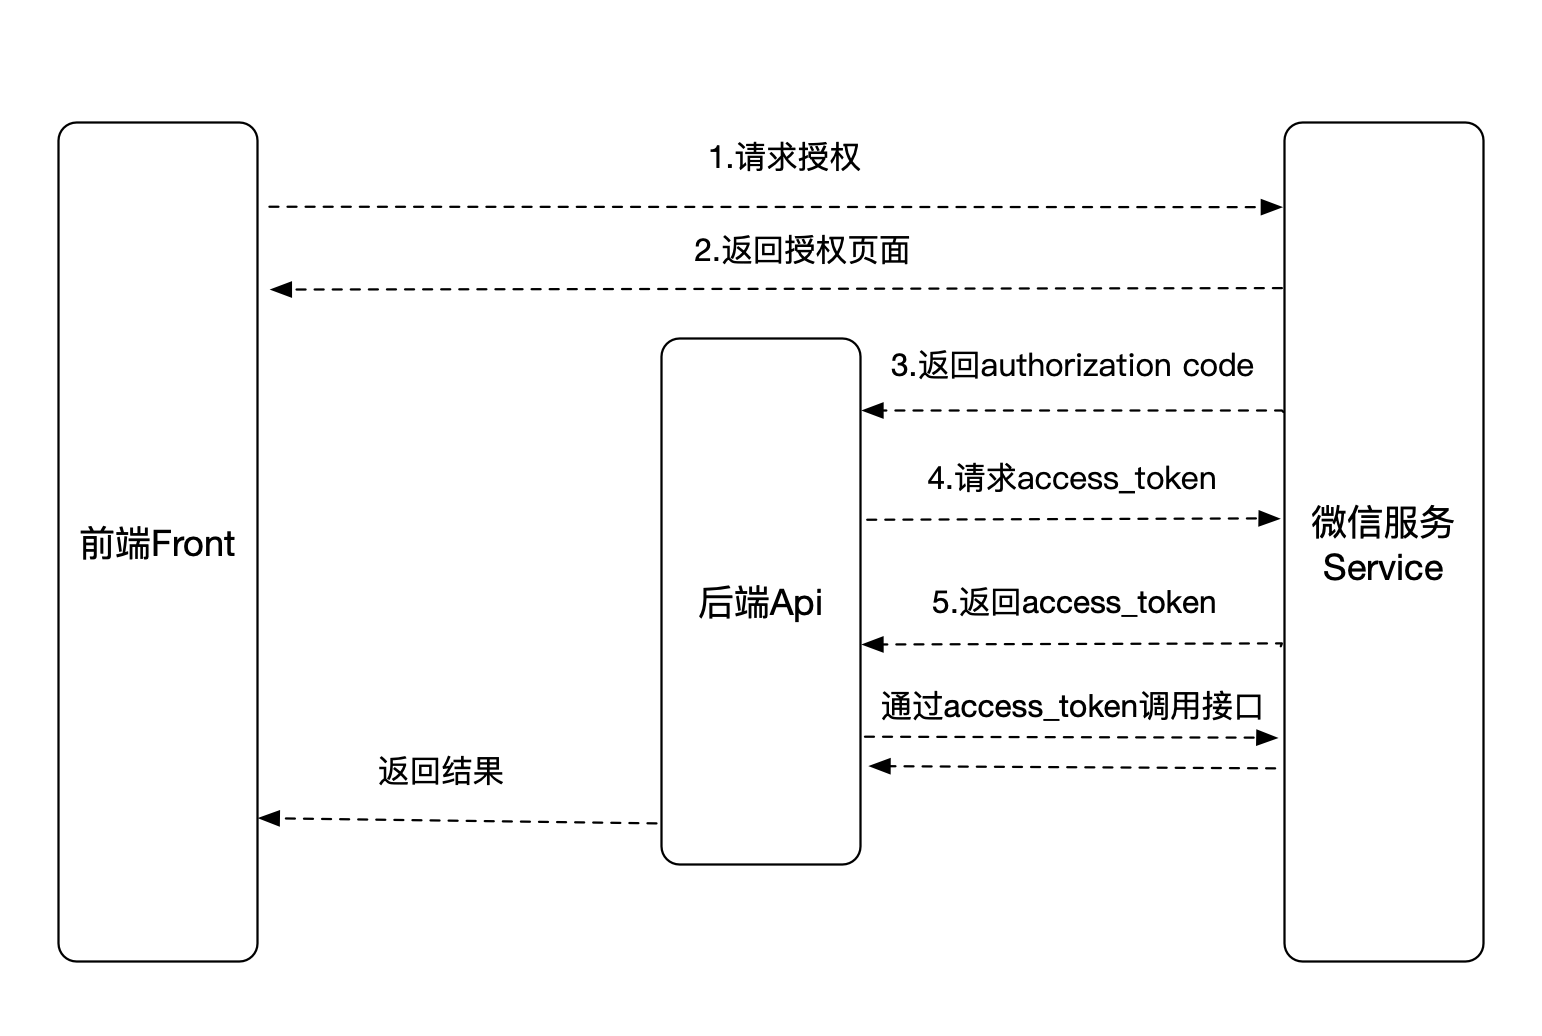 1.请求授权
2.返回授权页面
3.返回authorization code
4.请求access_token
前端Front
微信服务
Service
后端Api
5.返回access_token
通过access_token调用接口
返回结果